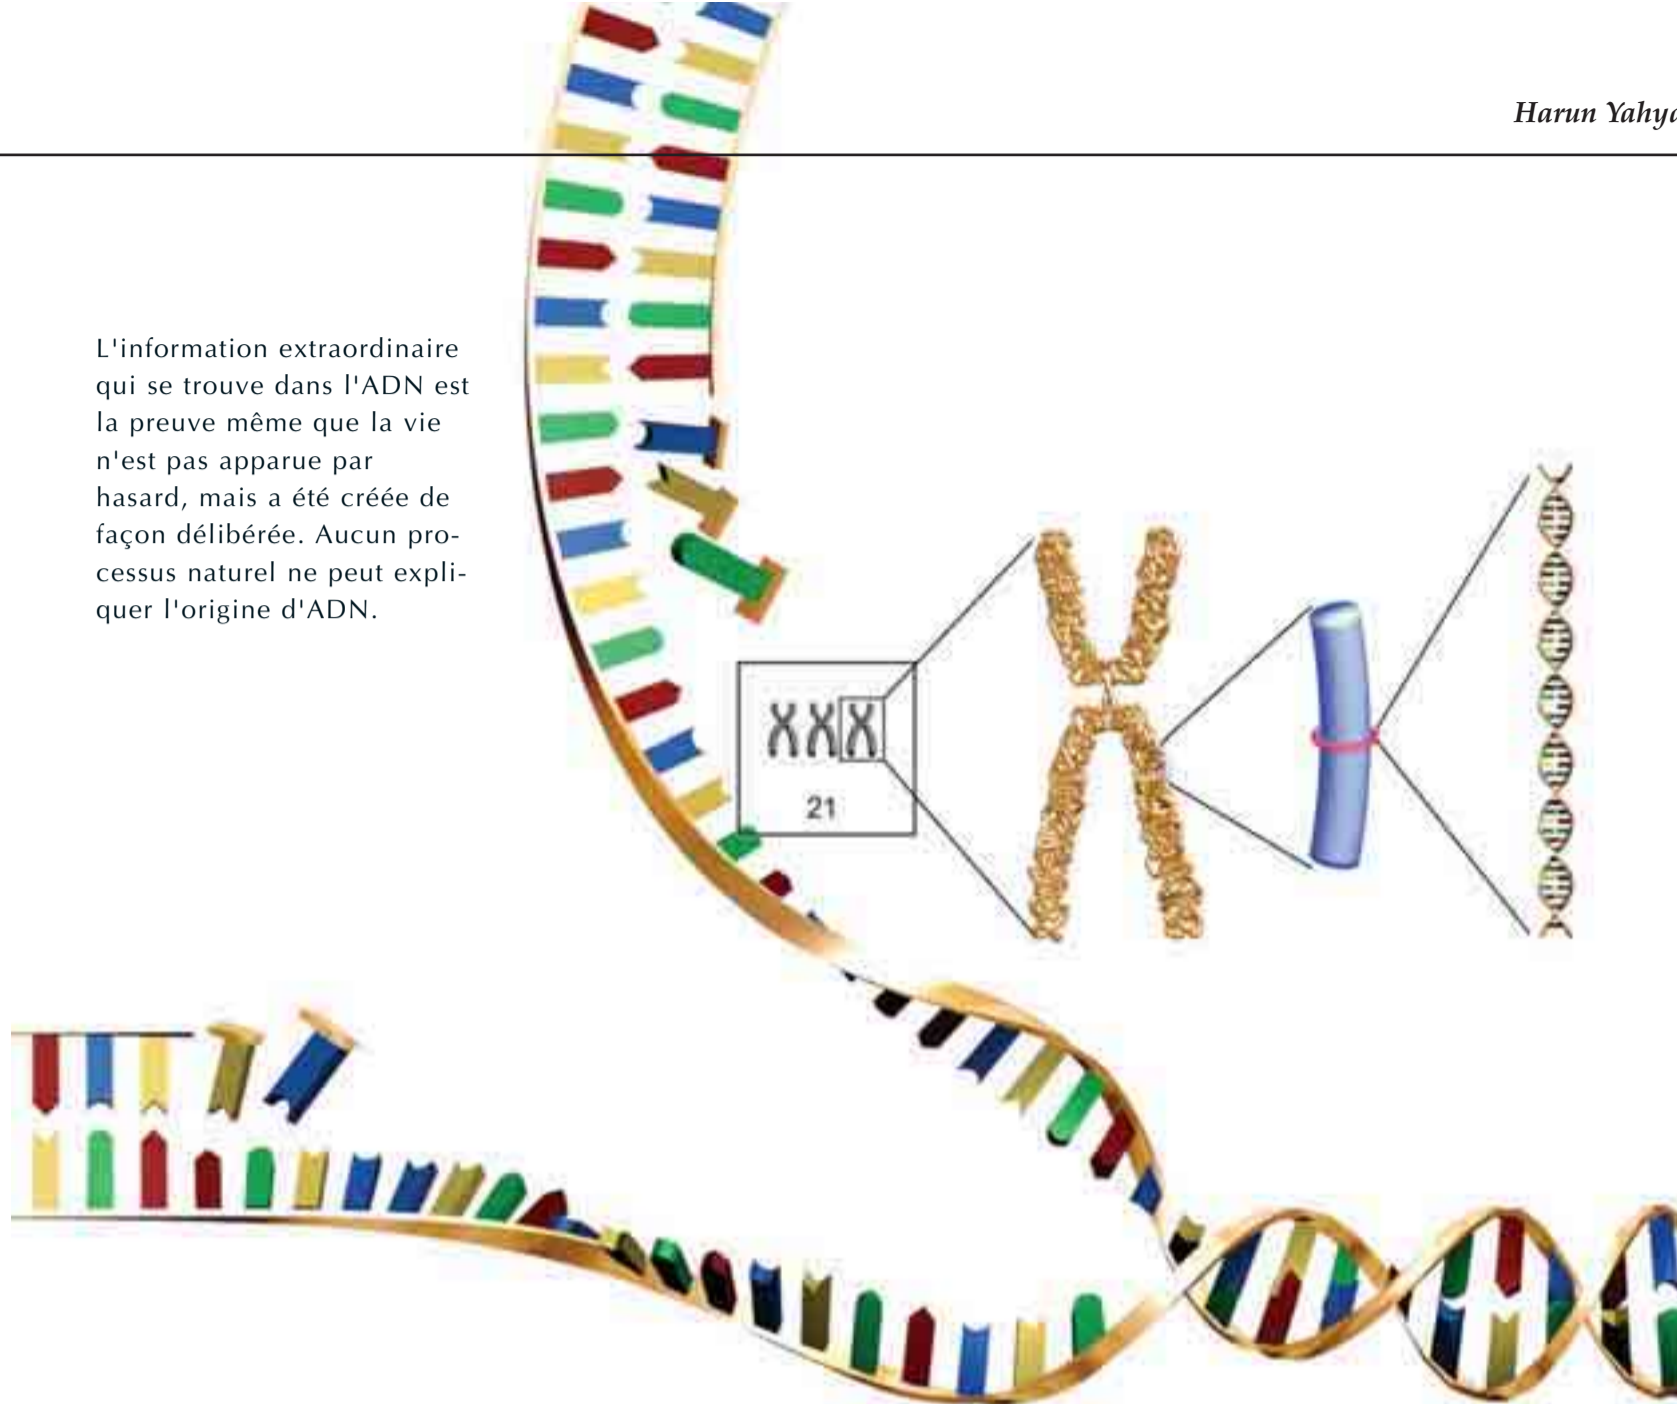 Harun Yahya
L'information extraordinaire
qui se trouve dans l'ADN est
la preuve même que la vie
n'est pas apparue par
hasard, mais a été créée de
façon délibérée. Aucun pro-
cessus naturel ne peut expli-
quer l'origine d'ADN.
21